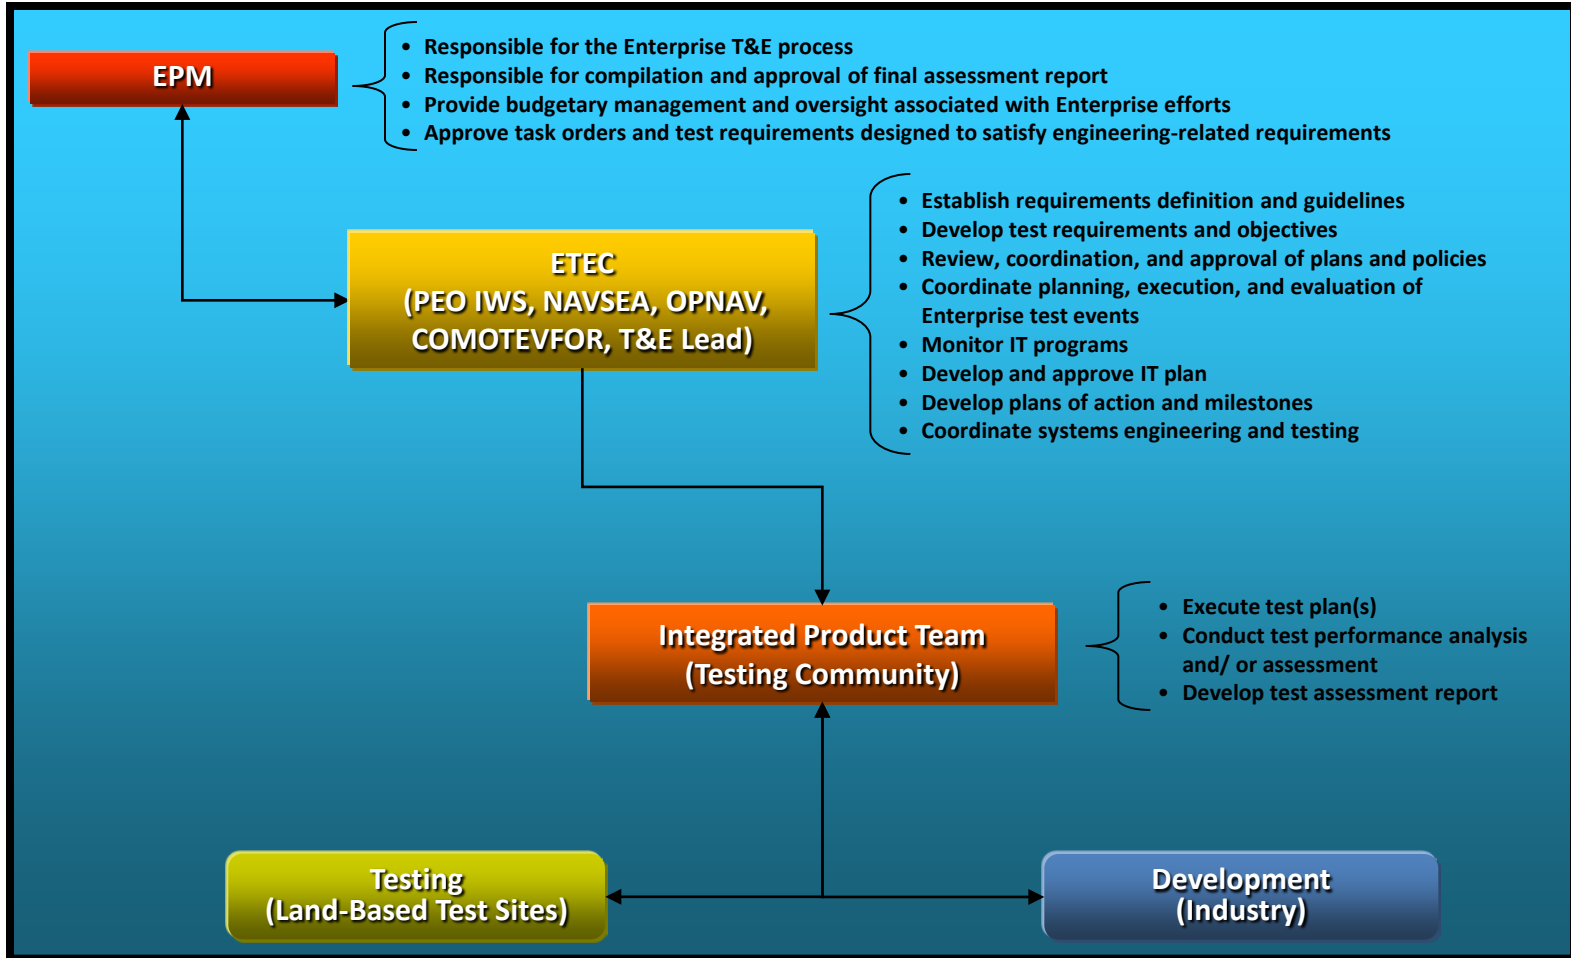 EPM
• Responsible for the Enterprise T&E process
• Responsible for compilation and approval of final assessment report
• Provide budgetary management and oversight associated with Enterprise efforts
• Approve task orders and test requirements designed to satisfy engineering-related requirements
ETEC
(PEO IWS, NAVSEA, OPNAV,
COMOTEVFOR, T&E Lead)
• Establish requirements definition and guidelines
• Develop test requirements and objectives
• Review, coordination, and approval of plans and policies
• Coordinate planning, execution, and evaluation of
Enterprise test events
• Monitor IT programs
• Develop and approve IT plan
• Develop plans of action and milestones
• Coordinate systems engineering and testing
Integrated Product Team
(Testing Community)
• Execute test plan(s)
• Conduct test performance analysis
and/ or assessment
• Develop test assessment report
Testing
(Land-Based Test Sites)
Development
(Industry)